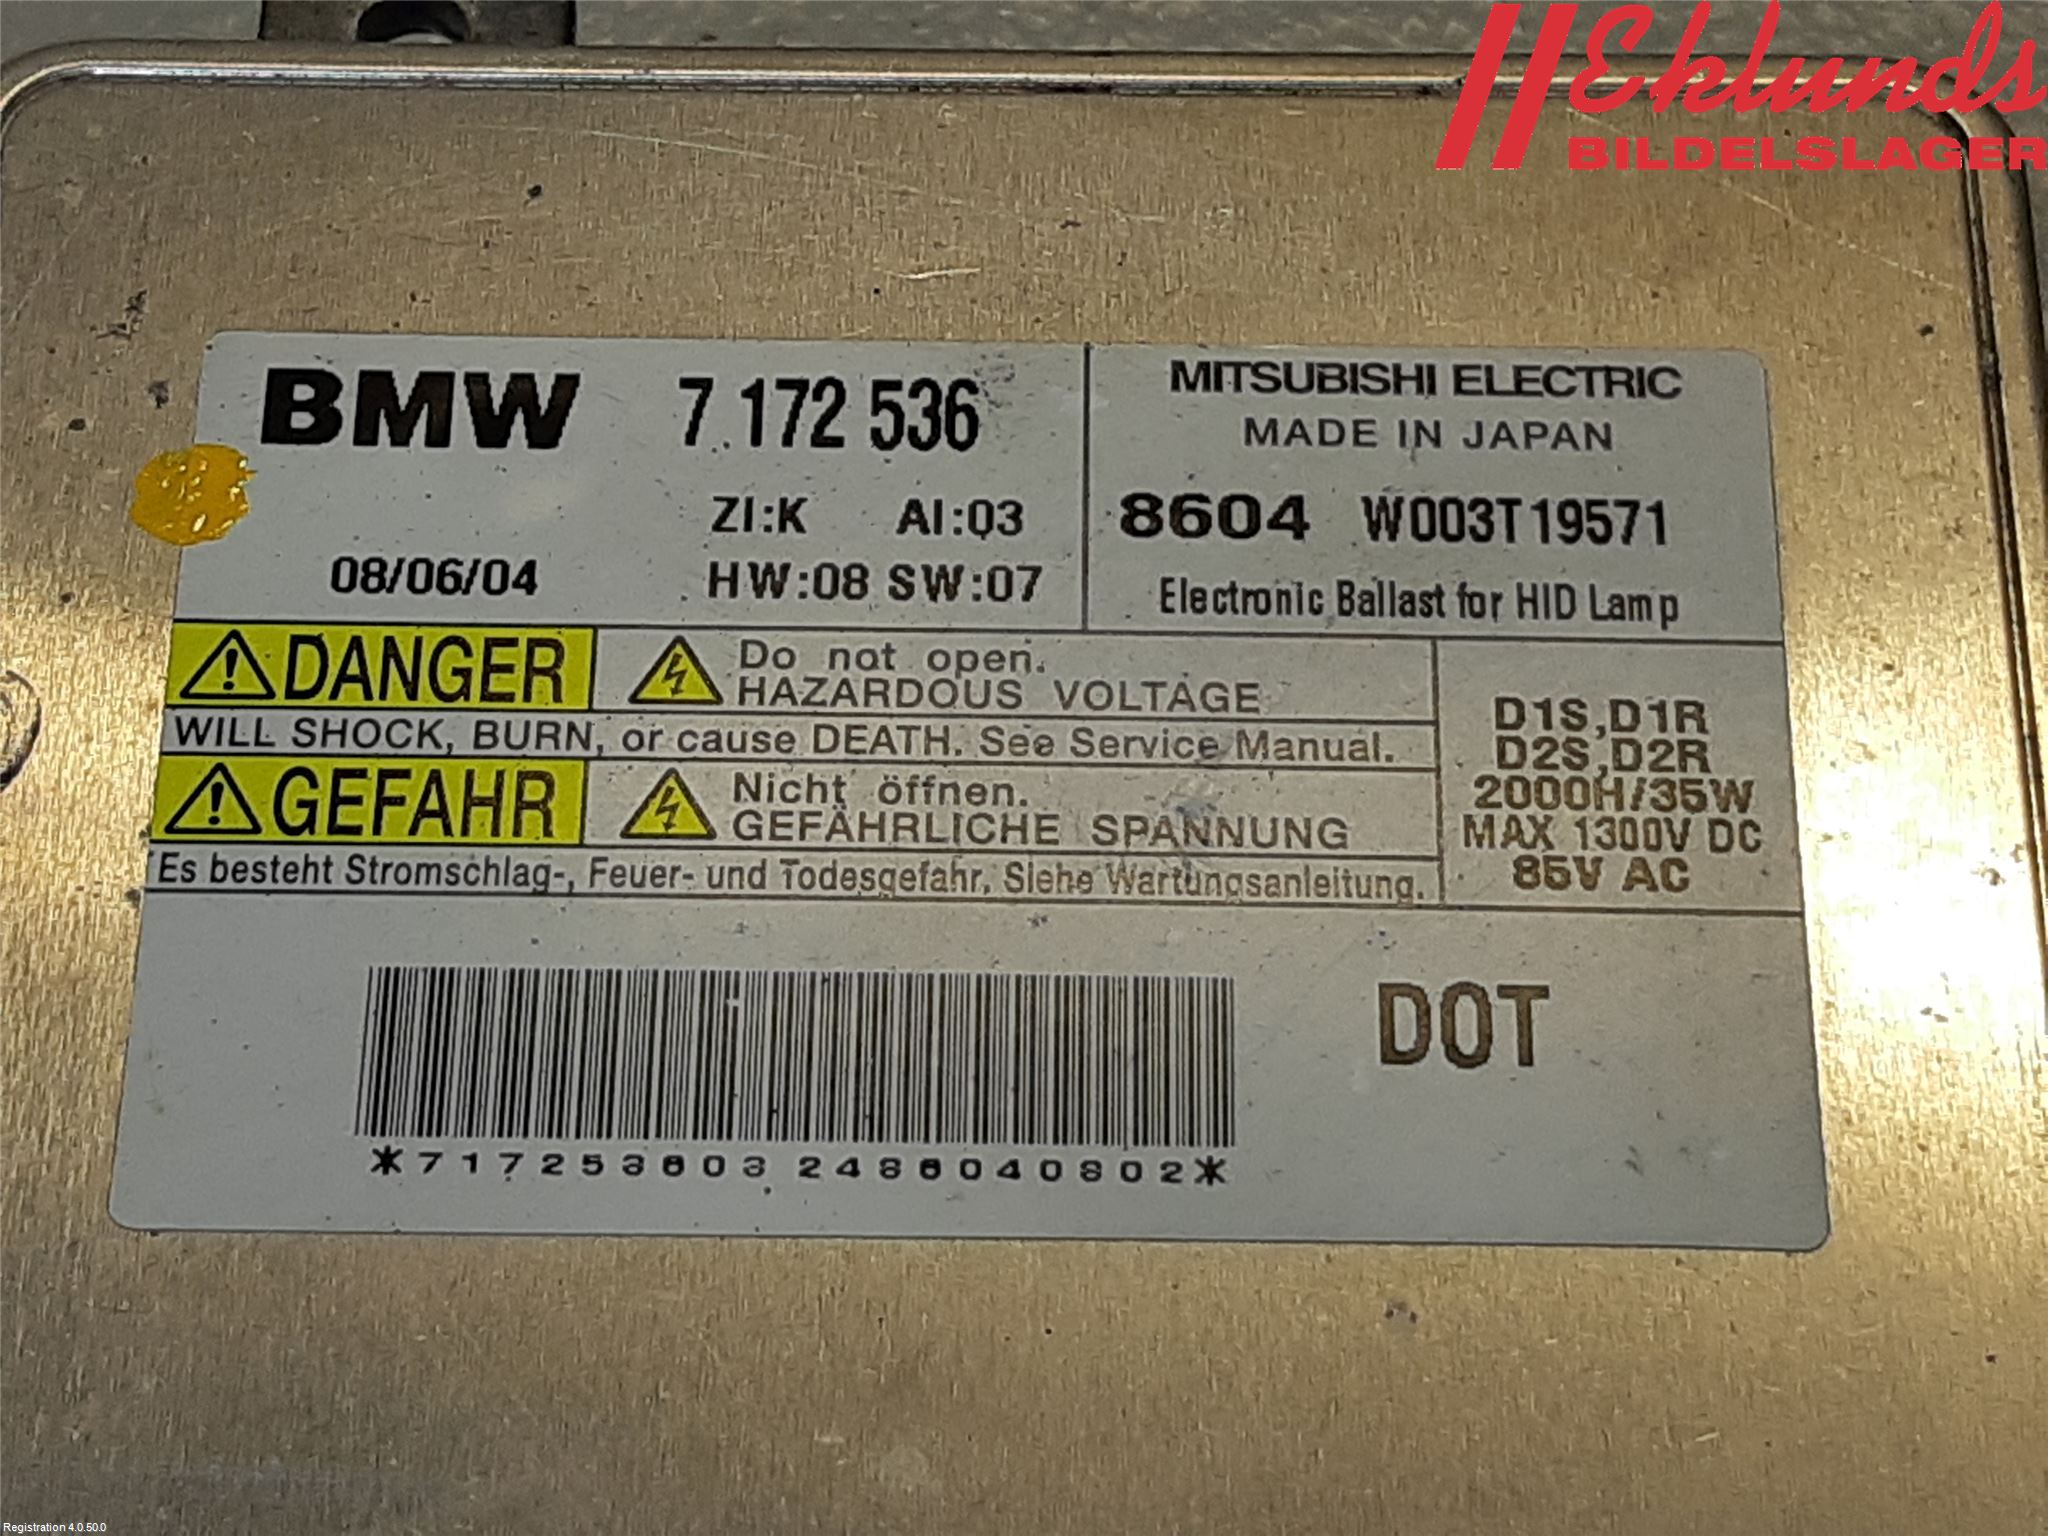 Eklunds
BILDELSLAGER
BMW 7 172 536
ZI:K AI:03
08/06/04 HW:08 SW:07
MITSUBISHI ELECTRIC
MADE IN JAPAN
8604 W003T19571
Electronic Ballast for HID Lamp
DANGER Do not open.
HAZARDOUS VOLTAGE
WILL SHOCK, BURN, or cause DEATH. See Service Manual.
GEFAHR Nicht öffnen.
GEFÄHRLICHE SPANNUNG
Es besteht Stromschlag-, Feuer- und Todesgefahr. Siehe Wartungsanleitung.
D1S,D1R
D2S,D2R
2000H/35W
MAX 1300V DC
85V AC
DOT
*7172536032486040802*
Registration 4.0.50.0